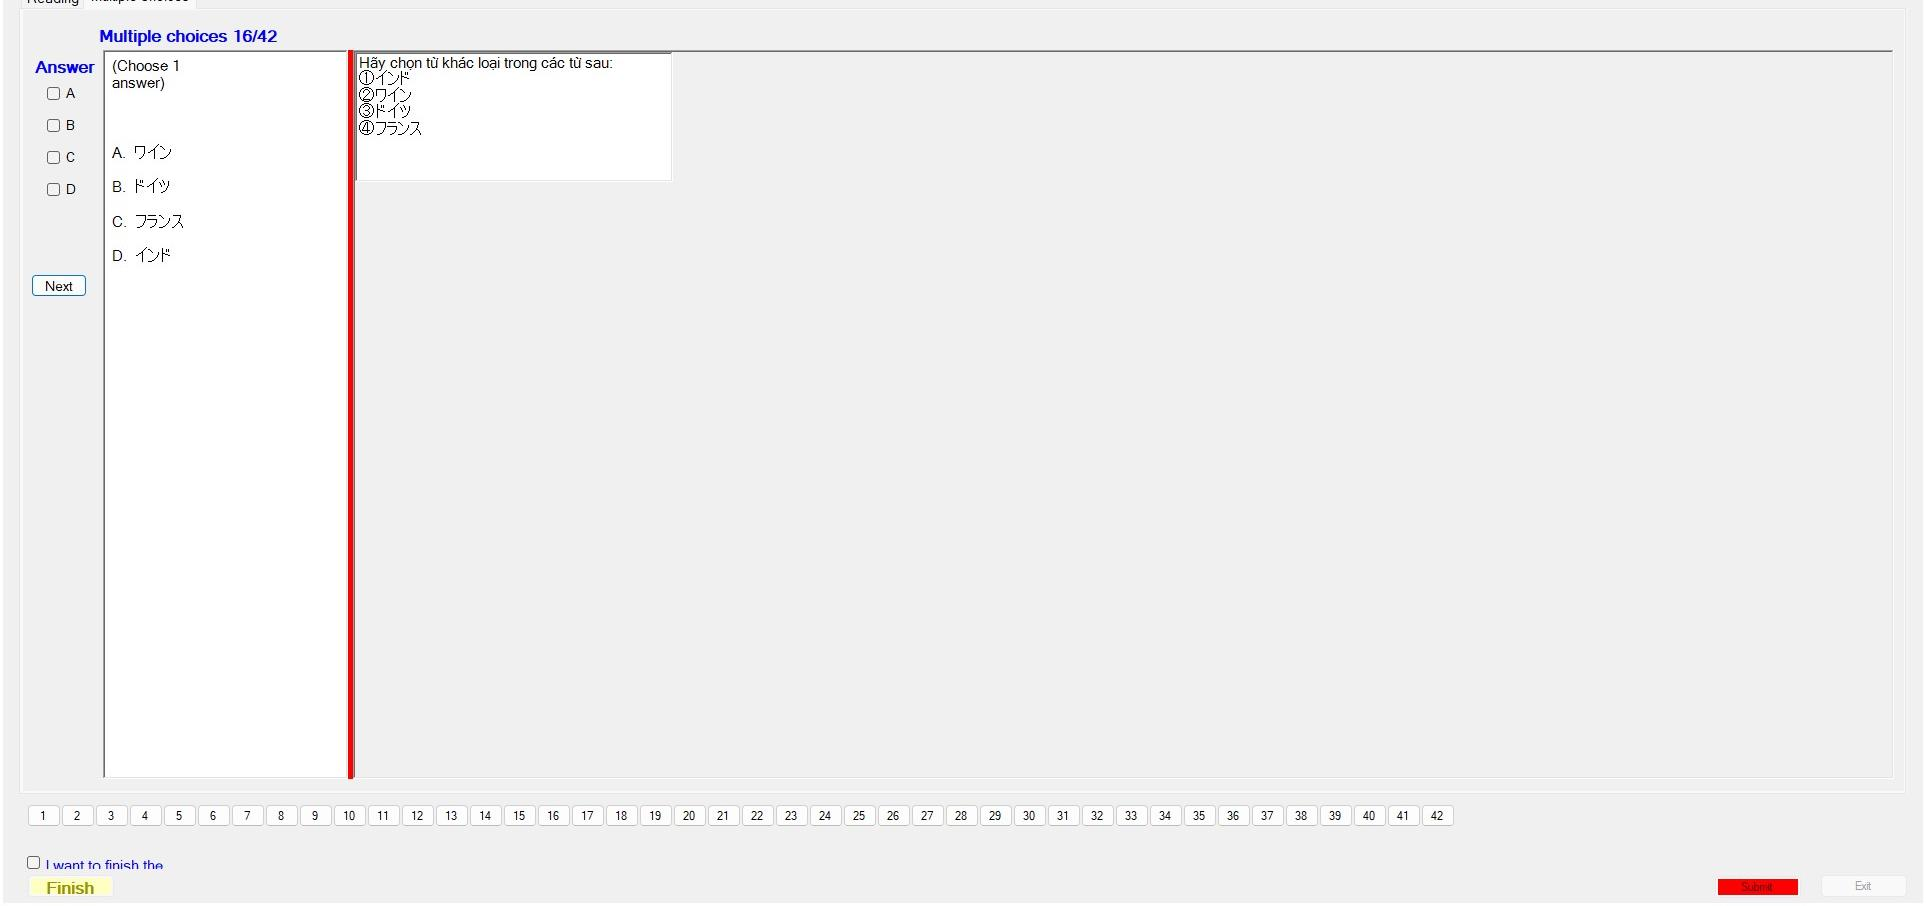 Reading Multiple Choices
Multiple choices 16/42
Answer
A
B
C
D
Next
(Choose 1
answer)
A. ワイン
B. ドイツ
C. フランス
D. インド
Hãy chọn từ khác loại trong các từ sau:
①インド
②ワイン
③ドイツ
④フランス
1 2 3 4 5 6 7 8 9 10 11 12 13 14 15 16 17 18 19 20 21 22 23 24 25 26 27 28 29 30 31 32 33 34 35 36 37 38 39 40 41 42
I want to finish the
Finish
Submit
Exit